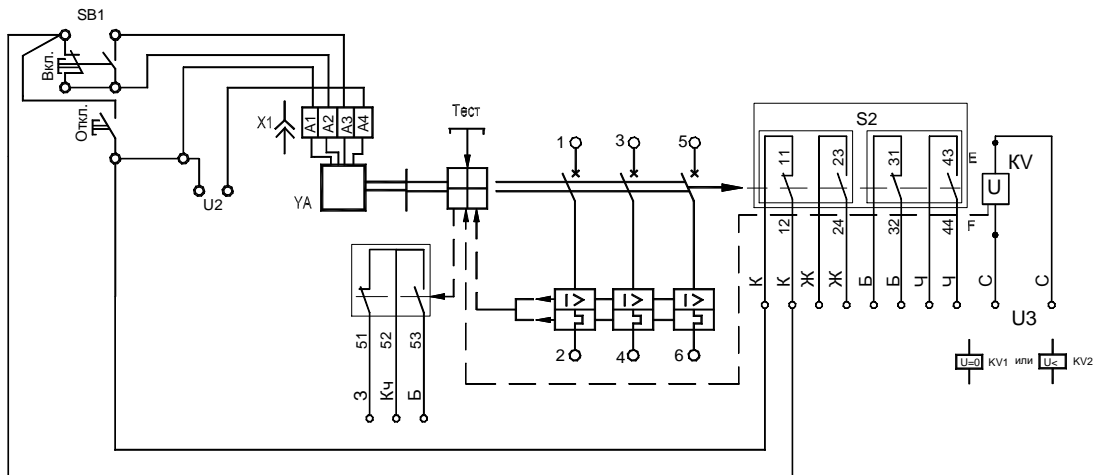 SB1
Вкл.
Откл.
X1
A1 A2 A3 A4
YA
U2
Тест
1 3 5
2 4 6
I> I> I>
51 52 53
З Кч Б
S2
11 23 31 43 E
12 24 32 44 F
KV
U
К К Ж Ж Б Б Ч Ч С С
U3
U=0 KV1 или U< KV2